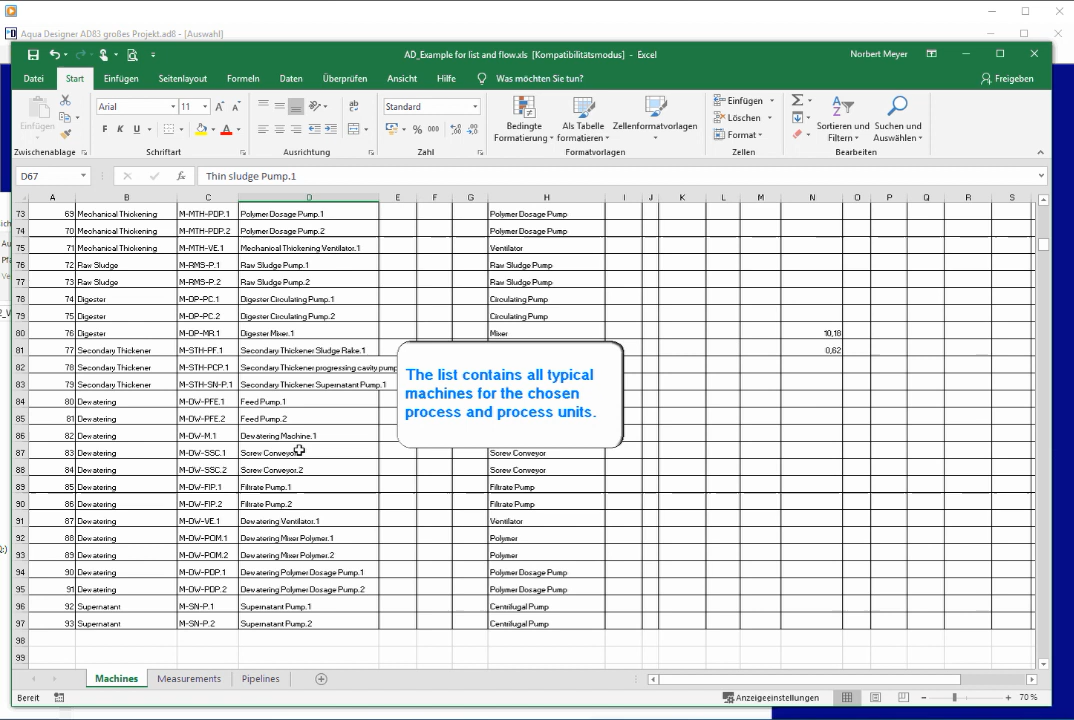 Aqua Designer AD83 großes Projekt.ad8 - [Auswahl]
AD_Example for list and flow.xls [Kompatibilitätsmodus] - Excel
Norbert Meyer
Datei Start Einfügen Seitenlayout Formeln Daten Überprüfen Ansicht Hilfe Was möchten Sie tun? Freigeben
Einfügen
Arial 11
F K U
Standard
% 000
Bedingte Formatierung
Als Tabelle formatieren
Zellenformatvorlagen
Einfügen
Löschen
Format
Sortieren und Filtern
Suchen und Auswählen
Zwischenablage Schriftart Ausrichtung Zahl Formatvorlagen Zellen Bearbeiten
D67 fx Thin sludge Pump.1
A B C D E F G H I J K L M N O P Q R S
73 69 Mechanical Thickening M-MTH-PDP.1 Polymer Dosage Pump.1 Polymer Dosage Pump
74 70 Mechanical Thickening M-MTH-PDP.2 Polymer Dosage Pump.2 Polymer Dosage Pump
75 71 Mechanical Thickening M-MTH-VE.1 Mechanical Thickening Ventilator.1 Ventilator
76 72 Raw Sludge M-RMS-P.1 Raw Sludge Pump.1 Raw Sludge Pump
77 73 Raw Sludge M-RMS-P.2 Raw Sludge Pump.2 Raw Sludge Pump
78 74 Digester M-DP-PC.1 Digester Circulating Pump.1 Circulating Pump
79 75 Digester M-DP-PC.2 Digester Circulating Pump.2 Circulating Pump
80 76 Digester M-DP-MR.1 Digester Mixer.1 Mixer 10,18
81 77 Secondary Thickener M-STH-PF.1 Secondary Thickener Sludge Rake.1 0,62
82 78 Secondary Thickener M-STH-PCP.1 Secondary Thickener progressing cavity pump
83 79 Secondary Thickener M-STH-SN-P.1 Secondary Thickener Supernatant Pump.1
84 80 Dewatering M-DW-PFE.1 Feed Pump.1
85 81 Dewatering M-DW-PFE.2 Feed Pump.2
86 82 Dewatering M-DW-M.1 Dewatering Machine.1
87 83 Dewatering M-DW-SSC.1 Screw Conveyor Screw Conveyor
88 84 Dewatering M-DW-SSC.2 Screw Conveyor.2 Screw Conveyor
89 85 Dewatering M-DW-FIP.1 Filtrate Pump.1 Filtrate Pump
90 86 Dewatering M-DW-FIP.2 Filtrate Pump.2 Filtrate Pump
91 87 Dewatering M-DW-VE.1 Dewatering Ventilator.1 Ventilator
92 88 Dewatering M-DW-POM.1 Dewatering Mixer Polymer.1 Polymer
93 89 Dewatering M-DW-POM.2 Dewatering Mixer Polymer.2 Polymer
94 90 Dewatering M-DW-PDP.1 Dewatering Polymer Dosage Pump.1 Polymer Dosage Pump
95 91 Dewatering M-DW-PDP.2 Dewatering Polymer Dosage Pump.2 Polymer Dosage Pump
96 92 Supernatant M-SN-P.1 Supernatant Pump.1 Centrifugal Pump
97 93 Supernatant M-SN-P.2 Supernatant Pump.2 Centrifugal Pump
98
99
The list contains all typical
machines for the chosen
process and process units.
Machines Measurements Pipelines
Bereit Anzeigeeinstellungen 70 %